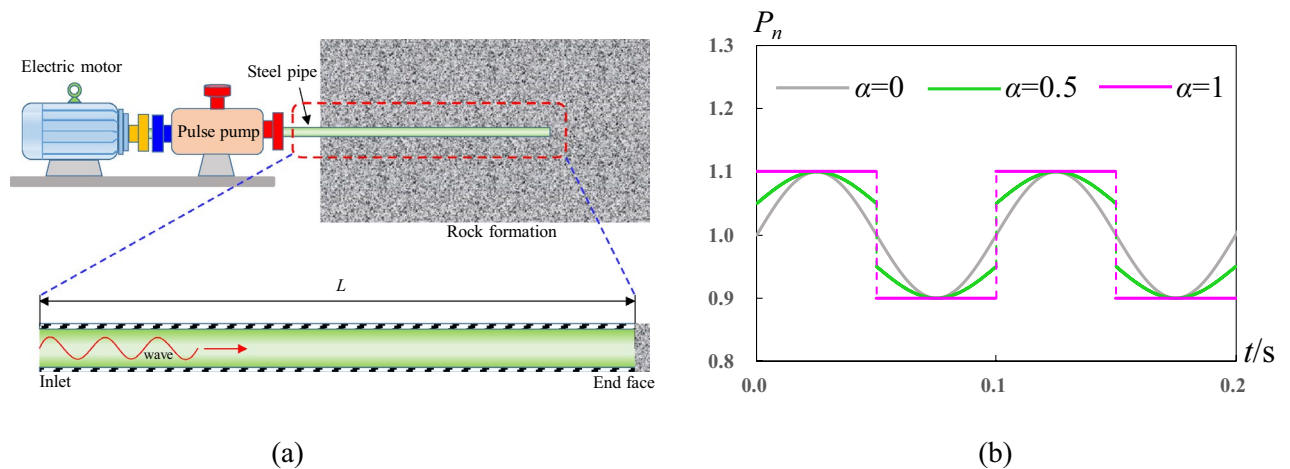 Electric motor
Steel pipe
Pulse pump
Rock formation
L
wave
Inlet
End face
(a)
Pn
1.3
α=0
α=0.5
α=1
1.2
1.1
1.0
0.9
0.8
t/s
0.0
0.1
0.2
(b)